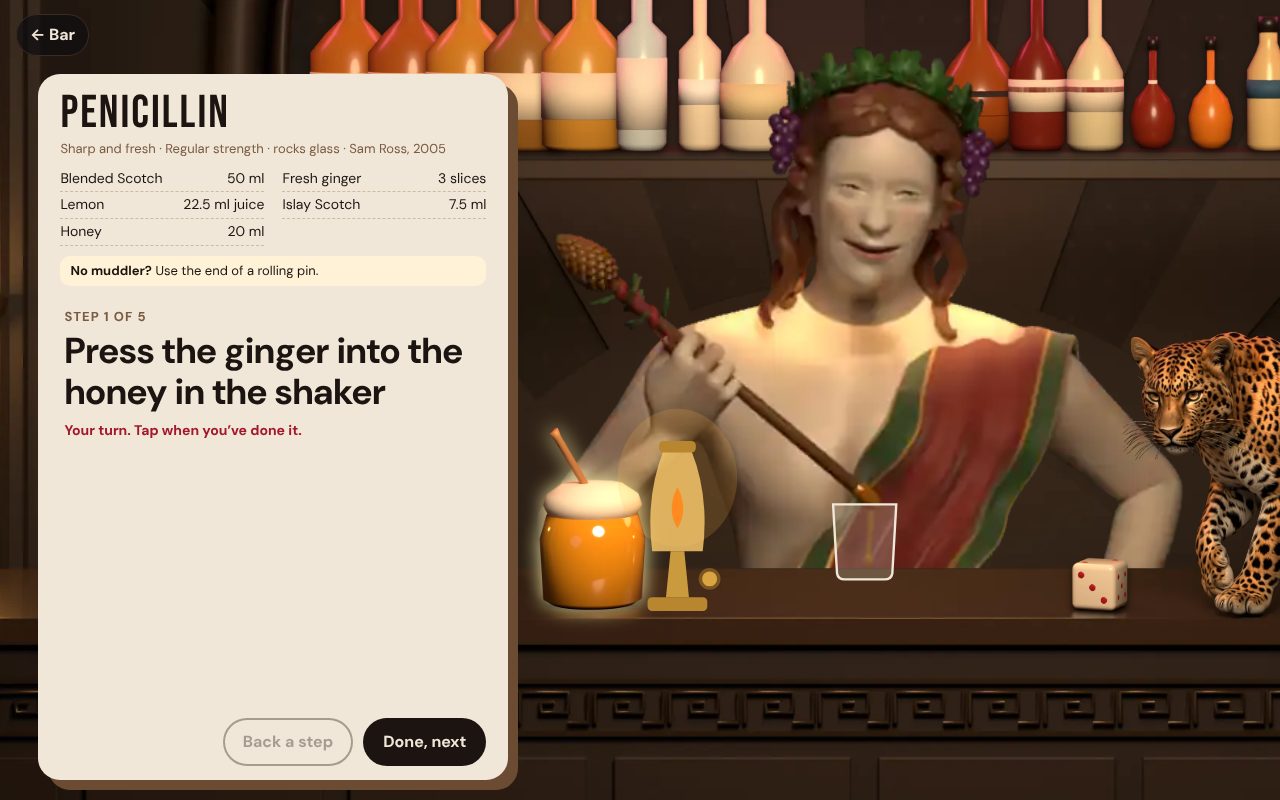 ← Bar
PENICILLIN
Sharp and fresh · Regular strength · rocks glass · Sam Ross, 2005
Blended Scotch 50 ml
Fresh ginger 3 slices
Lemon 22.5 ml juice
Islay Scotch 7.5 ml
Honey 20 ml
No muddler? Use the end of a rolling pin.
STEP 1 OF 5
Press the ginger into the
honey in the shaker
Your turn. Tap when you’ve done it.
Back a step
Done, next